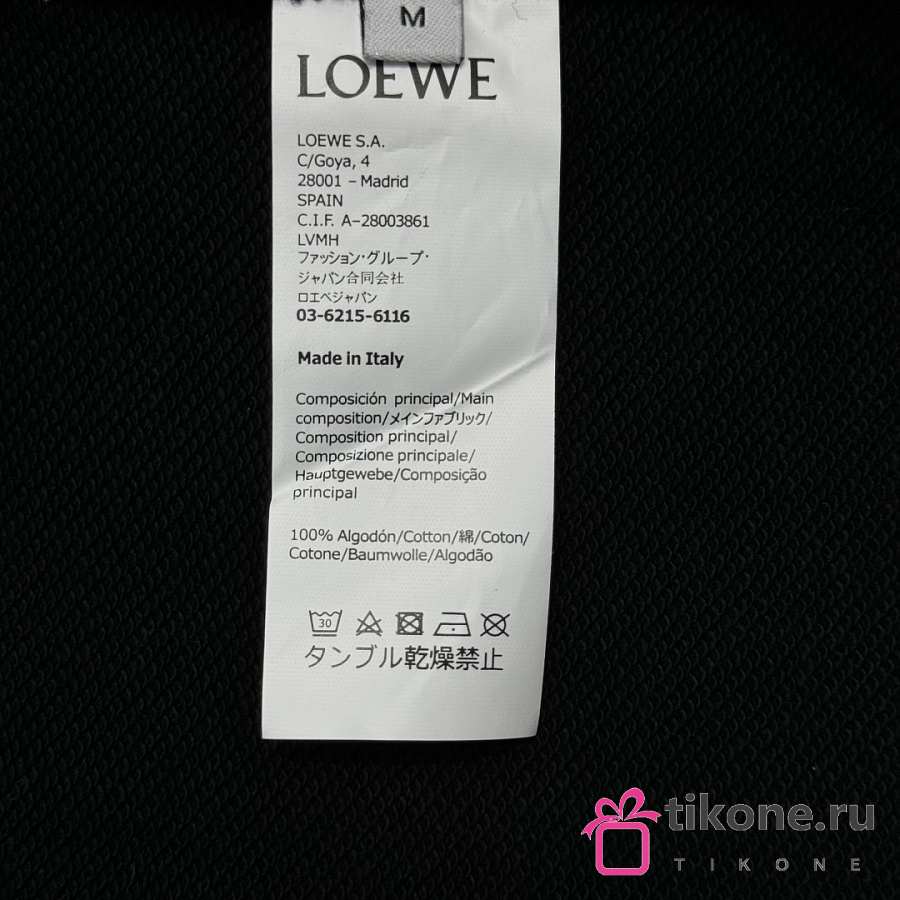 M
LOEWE
LOEWE S.A.
C/Goya, 4
28001 – Madrid
SPAIN
C.I.F. A–28003861
LVMH
ファッション・グループ・
ジャパン合同会社
ロエベジャパン
03-6215-6116
Made in Italy
Composición principal/Main
composition/メインファブリック/
Composition principal/
Composizione principale/
Hauptgewebe/Composição
principal
100% Algodón/Cotton/綿/Coton/
Cotone/Baumwolle/Algodão
30
タンブル乾燥禁止
tikone.ru
TIKONE